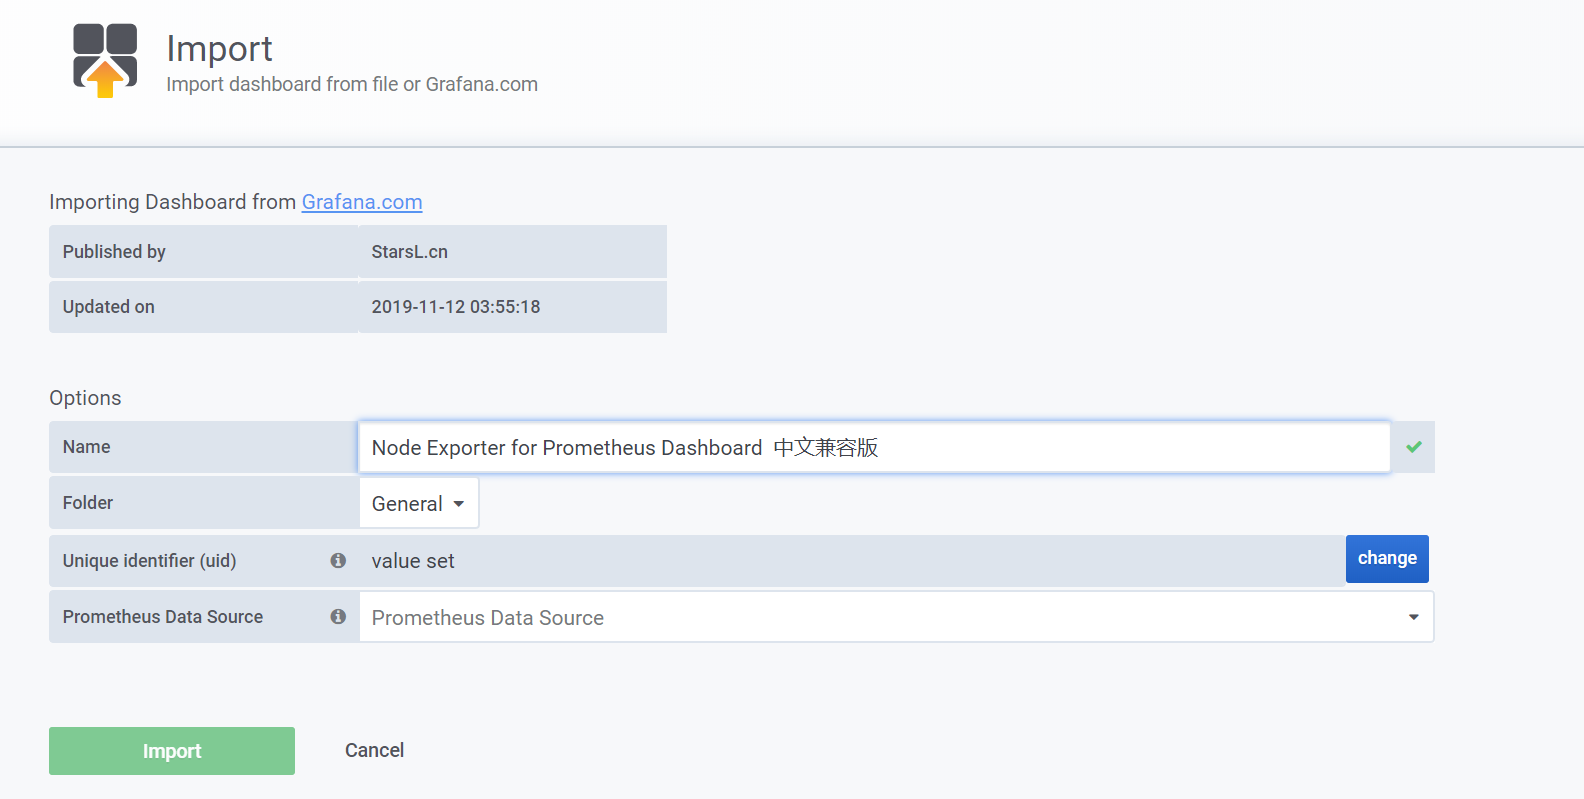 Import
Import dashboard from file or Grafana.com
Importing Dashboard from Grafana.com
Published by StarsL.cn
Updated on 2019-11-12 03:55:18
Options
Name Node Exporter for Prometheus Dashboard 中文兼容版
Folder General
Unique identifier (uid) value set change
Prometheus Data Source Prometheus Data Source
Import Cancel